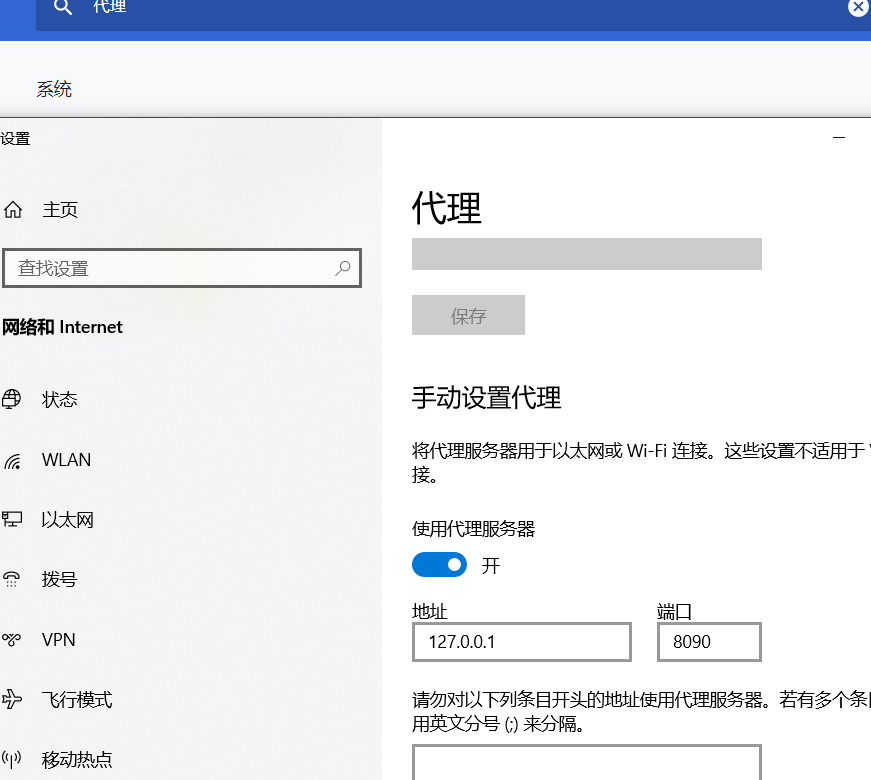 代理
系统
设置
主页
查找设置
网络和 Internet
状态
WLAN
以太网
拨号
VPN
飞行模式
移动热点
代理
保存
手动设置代理
将代理服务器用于以太网或 Wi-Fi 连接。这些设置不适用于
接。
使用代理服务器
开
地址 端口
127.0.0.1 8090
请勿对以下列条目开头的地址使用代理服务器。若有多个条
用英文分号 (;) 来分隔。